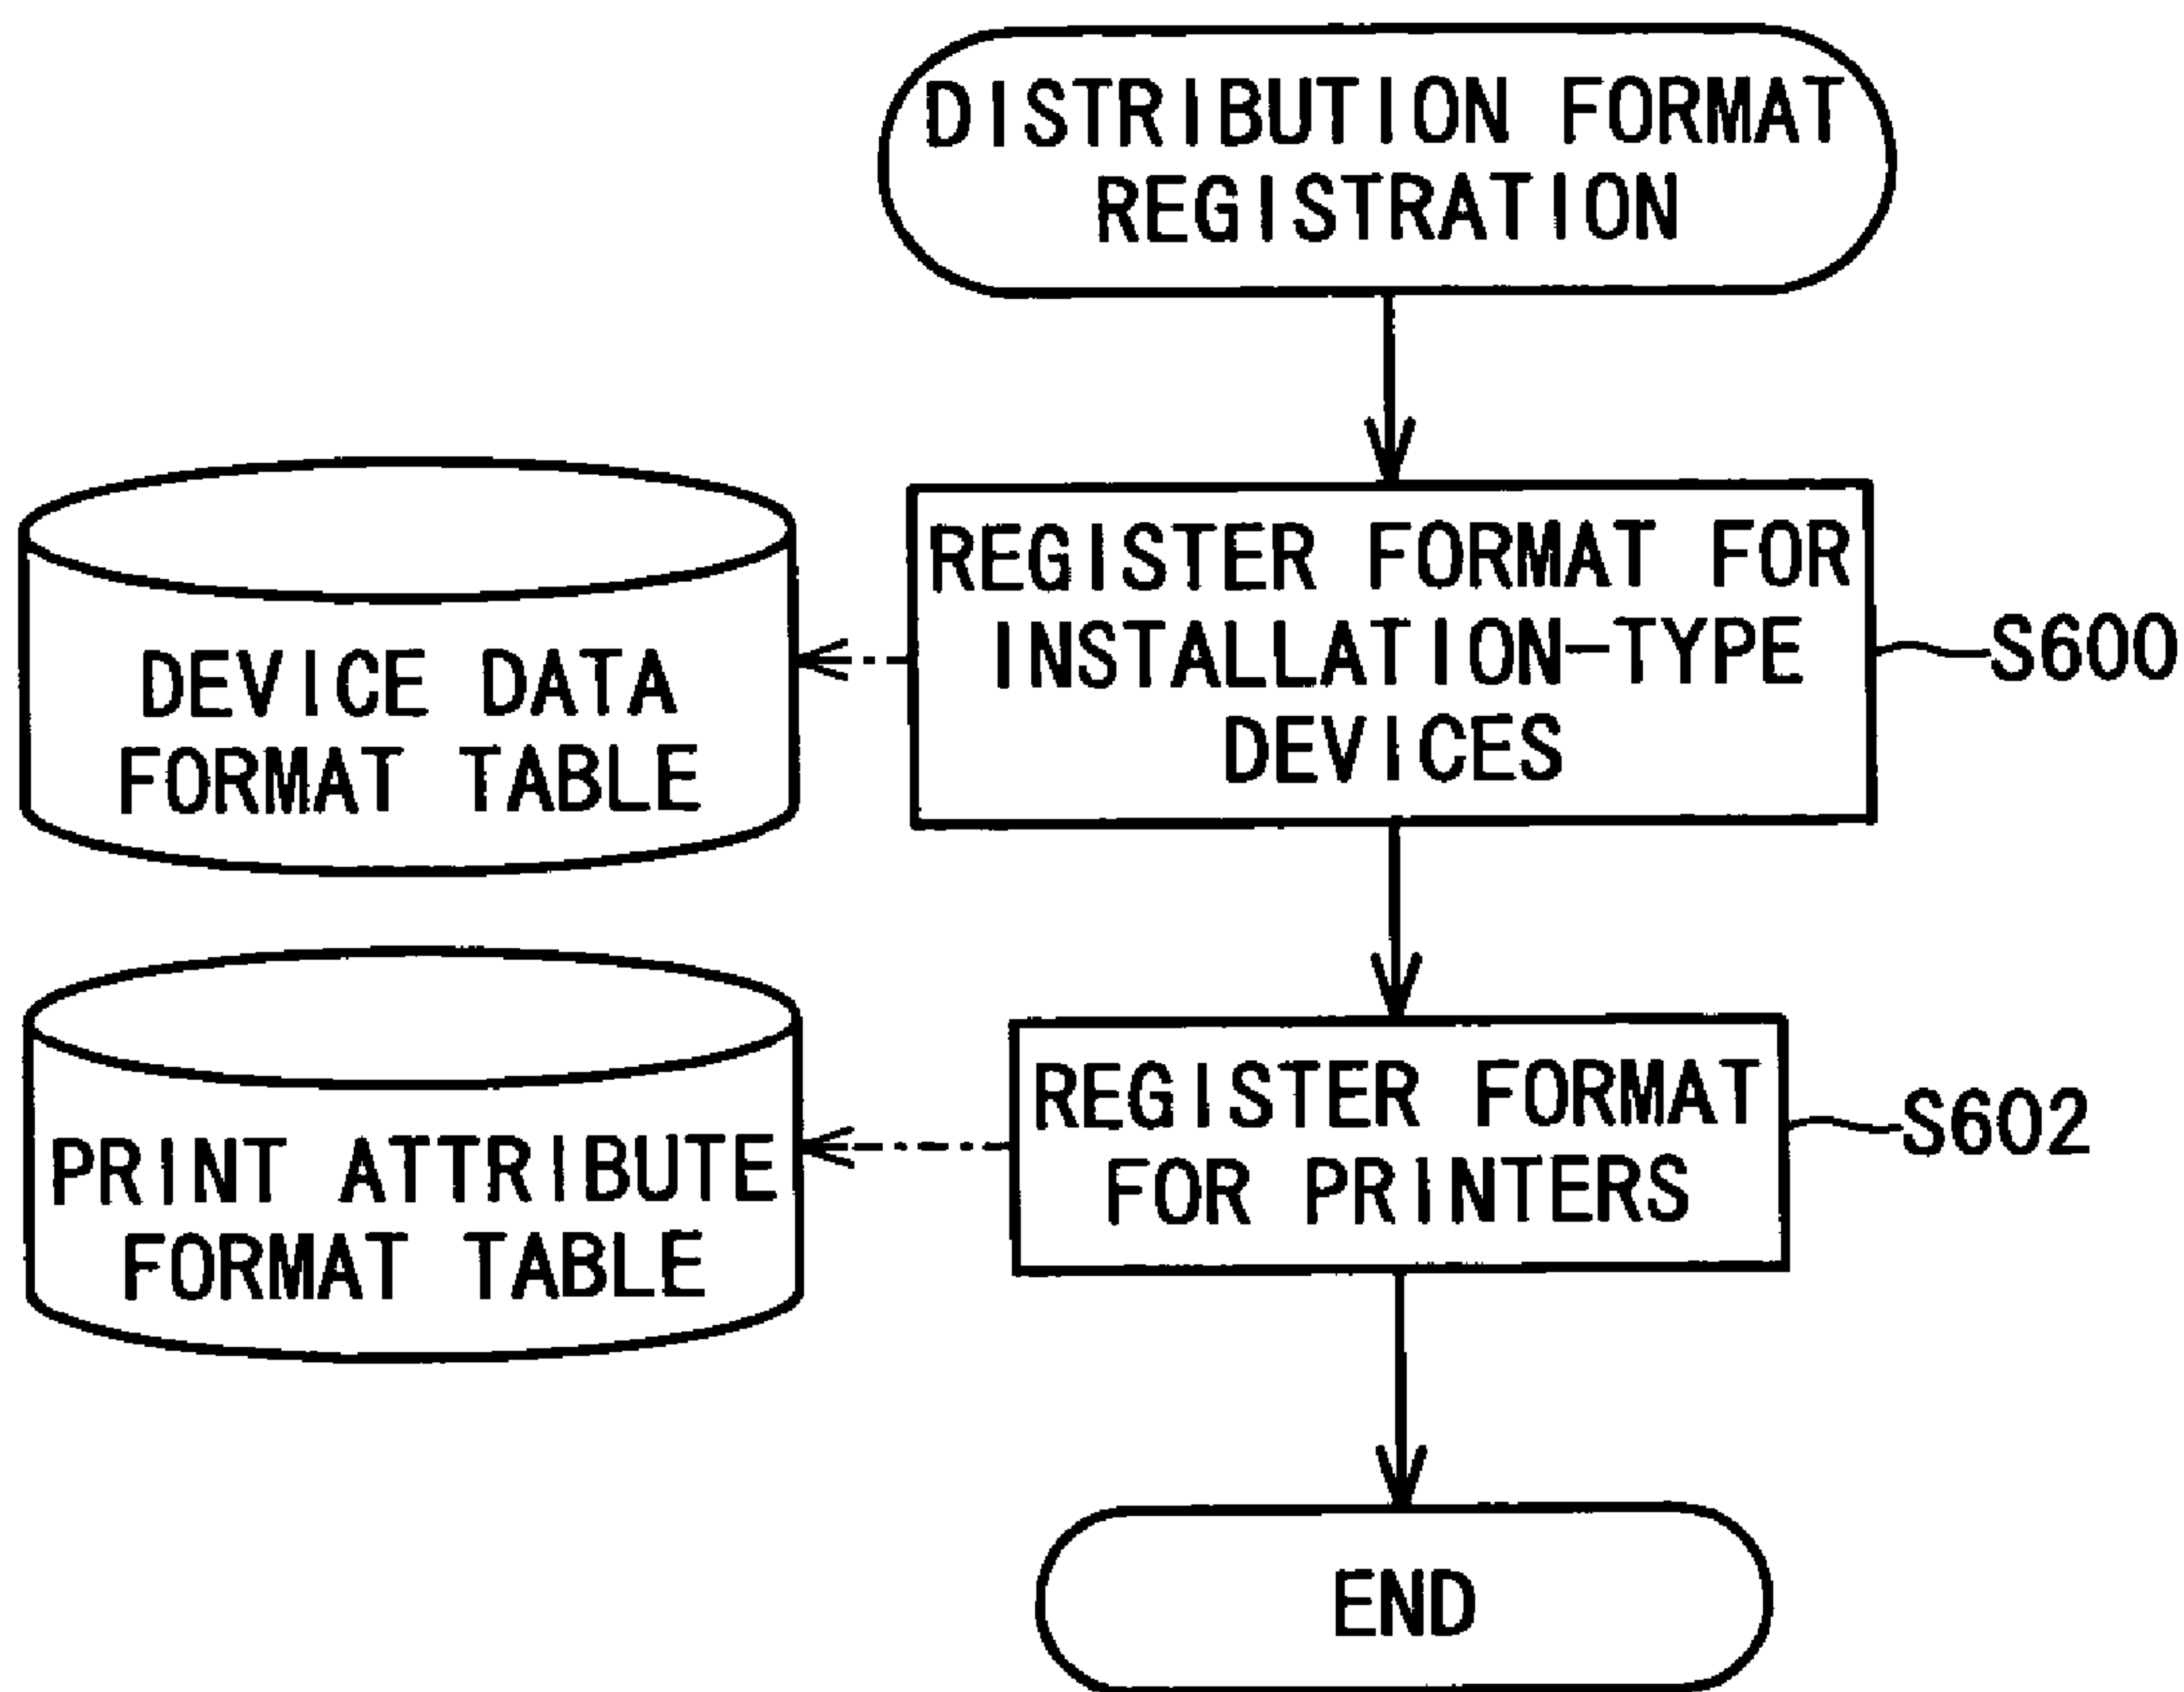 DISTRIBUTION FORMAT
REGISTRATION
REGISTER FORMAT FOR
INSTALLATION-TYPE
DEVICES
S600
DEVICE DATA
FORMAT TABLE
REGISTER FORMAT
FOR PRINTERS
S602
PRINT ATTRIBUTE
FORMAT TABLE
END